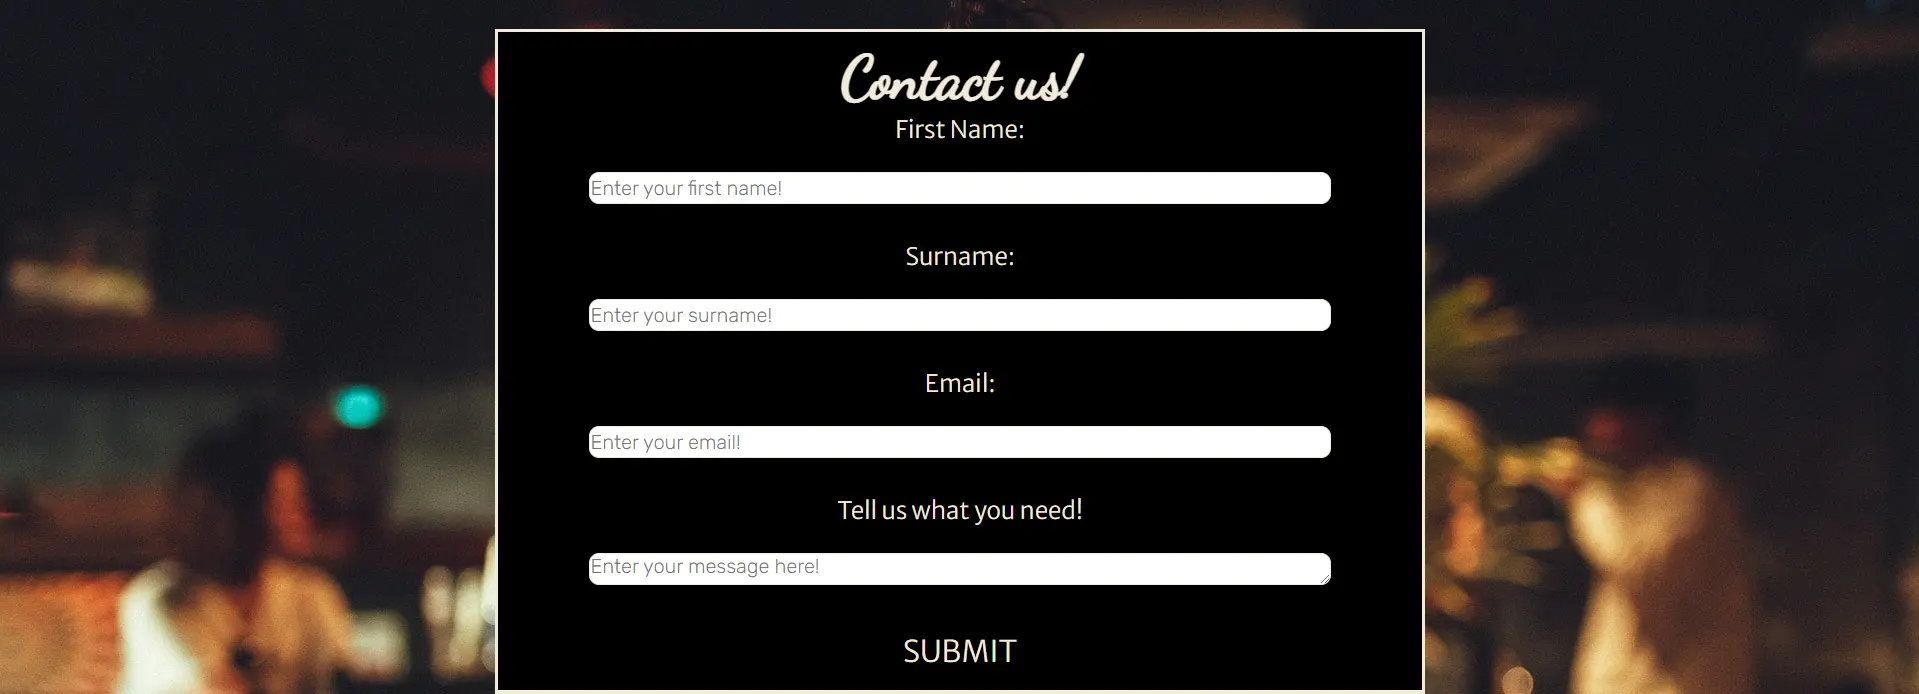 Contact us!
First Name:
Enter your first name!
Surname:
Enter your surname!
Email:
Enter your email!
Tell us what you need!
Enter your message here!
SUBMIT